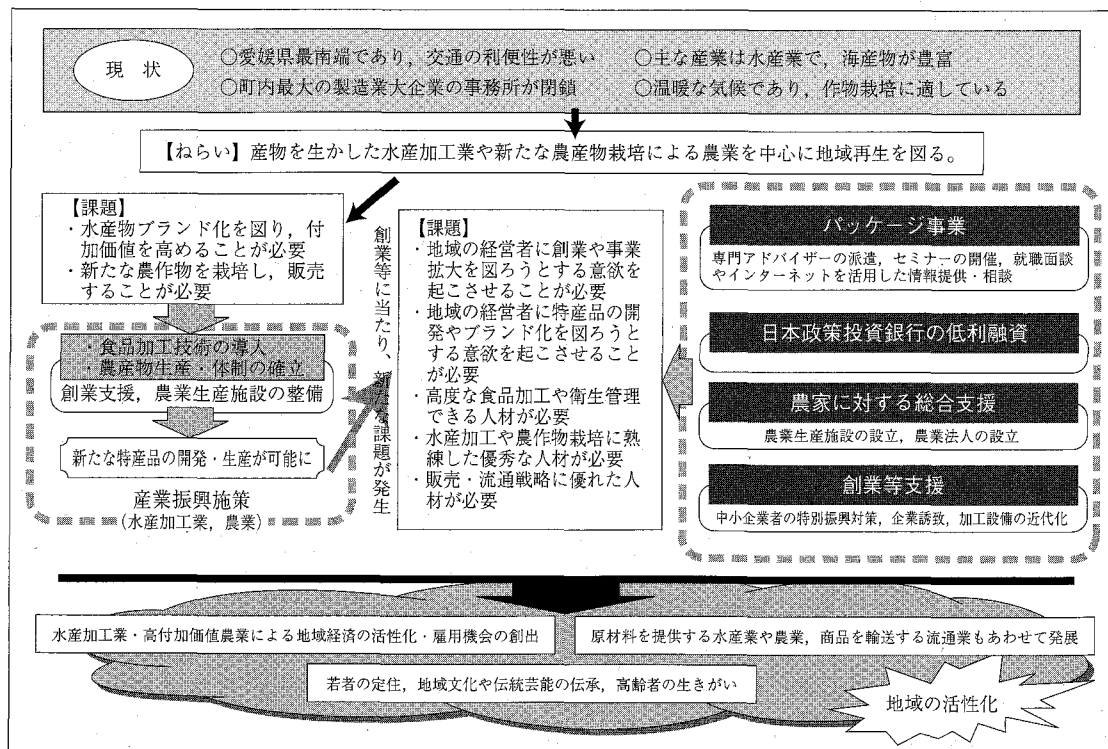 現　状
○愛媛県最南端であり，交通の利便性が悪い
○主な産業は水産業で，海産物が豊富
○町内最大の製造業大企業の事務所が閉鎖
○温暖な気候であり，作物栽培に適している
【ねらい】産物を生かした水産加工業や新たな農産物栽培による農業を中心に地域再生を図る。
【課題】
・水産物ブランド化を図り，付
加価値を高めることが必要
・新たな農作物を栽培し，販売
することが必要
・食品加工技術の導入
・農産物生産・体制の確立
創業支援，農業生産施設の整備
新たな特産品の開発・生産が可能に
産業振興施策
(水産加工業，農業)
創業等に当たり、新たな課題が発生
【課題】
・地域の経営者に創業や事業
拡大を図ろうとする意欲を
起こさせることが必要
・地域の経営者に特産品の開
発やブランド化を図ろうと
する意欲を起こさせること
が必要
・高度な食品加工や衛生管理
できる人材が必要
・水産加工や農作物栽培に熟
練した優秀な人材が必要
・販売・流通戦略に優れた人
材が必要
パッケージ事業
専門アドバイザーの派遣，セミナーの開催，就職面談
やインターネットを活用した情報提供・相談
日本政策投資銀行の低利融資
農家に対する総合支援
農業生産施設の設立，農業法人の設立
創業等支援
中小企業者の特別振興対策，企業誘致，加工設備の近代化
水産加工業・高付加価値農業による地域経済の活性化・雇用機会の創出
原材料を提供する水産業や農業，商品を輸送する流通業もあわせて発展
若者の定住，地域文化や伝統芸能の伝承，高齢者の生きがい
地域の活性化